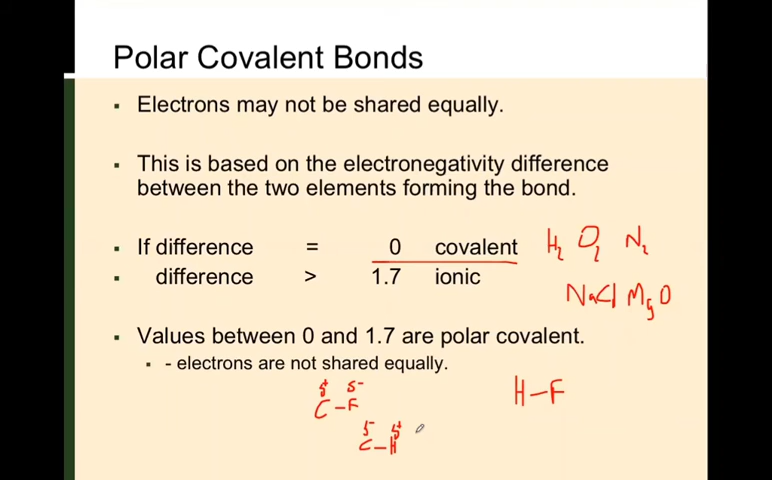 Polar Covalent Bonds
▪ Electrons may not be shared equally.
▪ This is based on the electronegativity difference
between the two elements forming the bond.
▪ If difference = 0 covalent H₂ O₂ N₂
▪ difference > 1.7 ionic
NaCl MgO
▪ Values between 0 and 1.7 are polar covalent.
▪ - electrons are not shared equally.
δ+ δ-
C–F H–F
δ- δ+
C–H